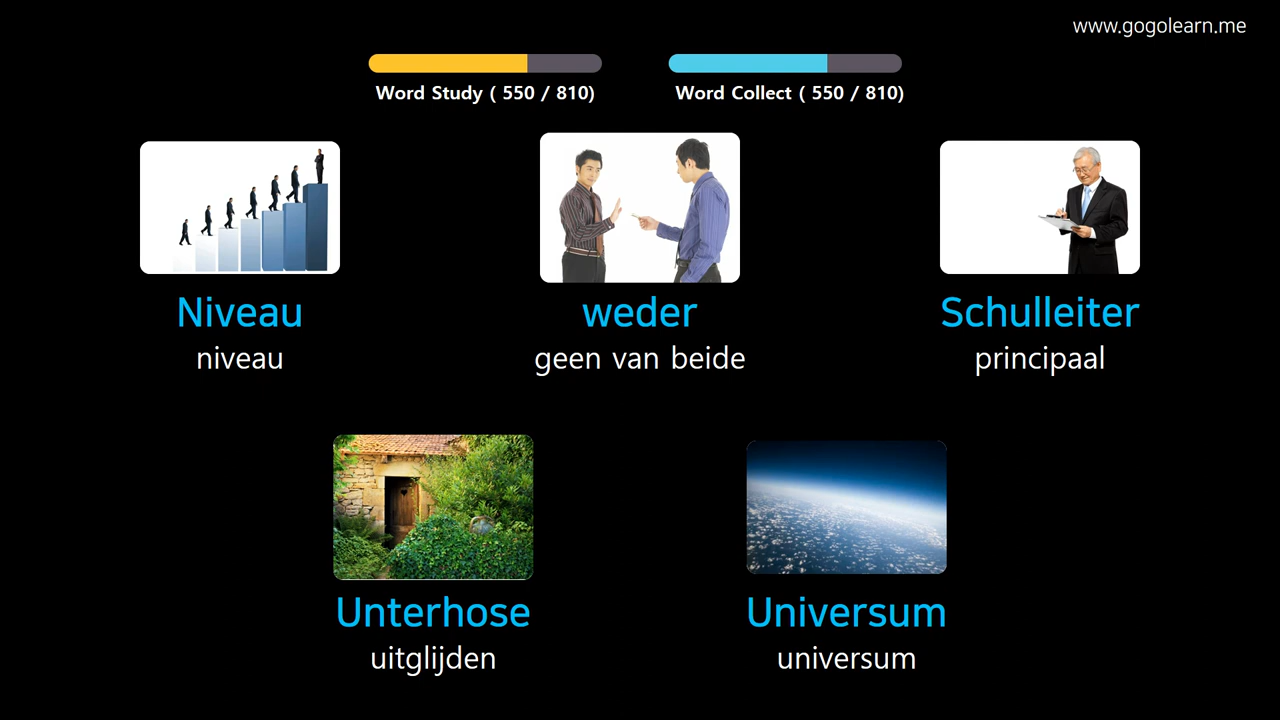 www.gogolearn.me
Word Study ( 550 / 810)
Word Collect ( 550 / 810)
Niveau
niveau
weder
geen van beide
Schulleiter
principaal
Unterhose
uitglijden
Universum
universum